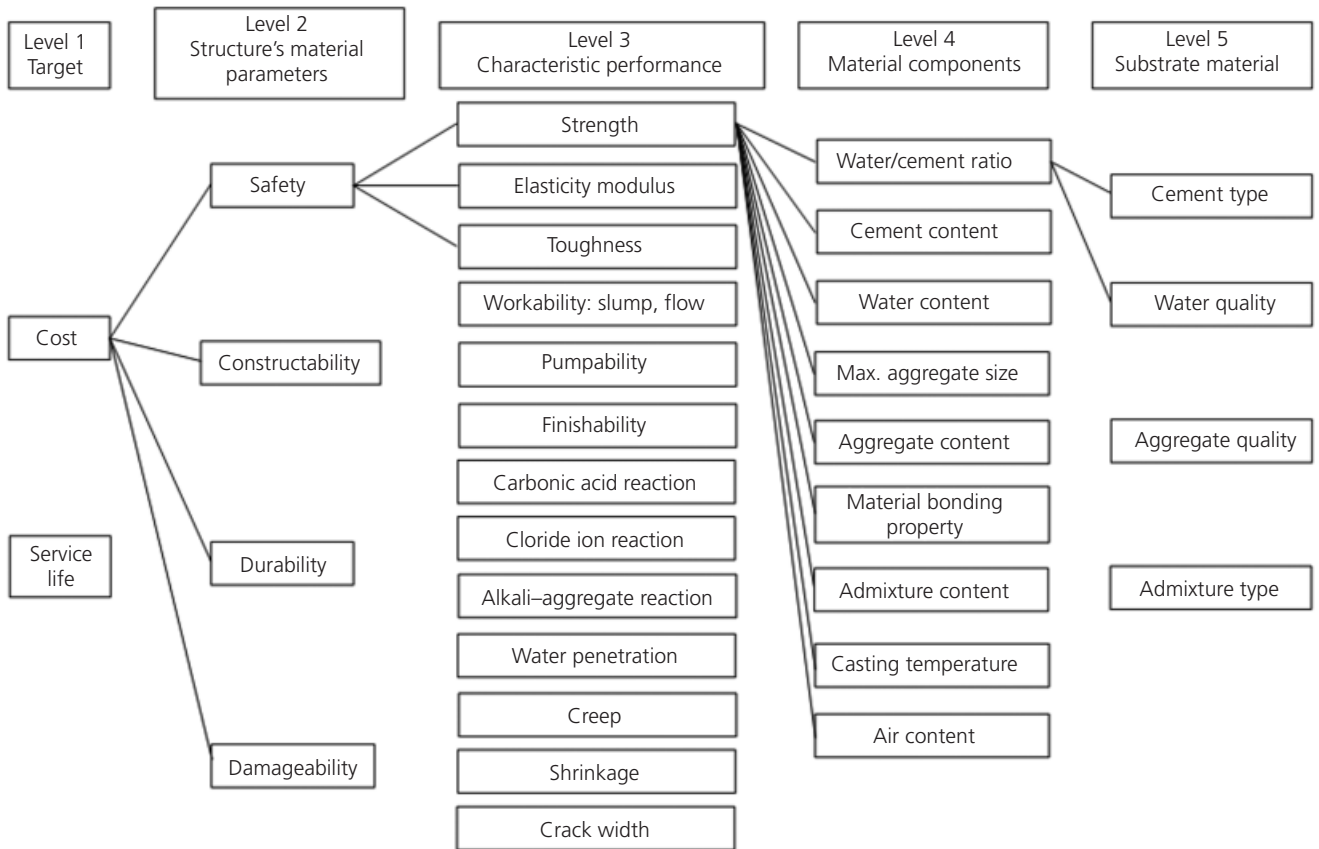 Level 1
Target
Level 2
Structure's material
parameters
Level 3
Characteristic performance
Level 4
Material components
Level 5
Substrate material
Cost
Service
life
Safety
Constructability
Durability
Damageability
Strength
Elasticity modulus
Toughness
Workability: slump, flow
Pumpability
Finishability
Carbonic acid reaction
Cloride ion reaction
Alkali–aggregate reaction
Water penetration
Creep
Shrinkage
Crack width
Water/cement ratio
Cement content
Water content
Max. aggregate size
Aggregate content
Material bonding
property
Admixture content
Casting temperature
Air content
Cement type
Water quality
Aggregate quality
Admixture type